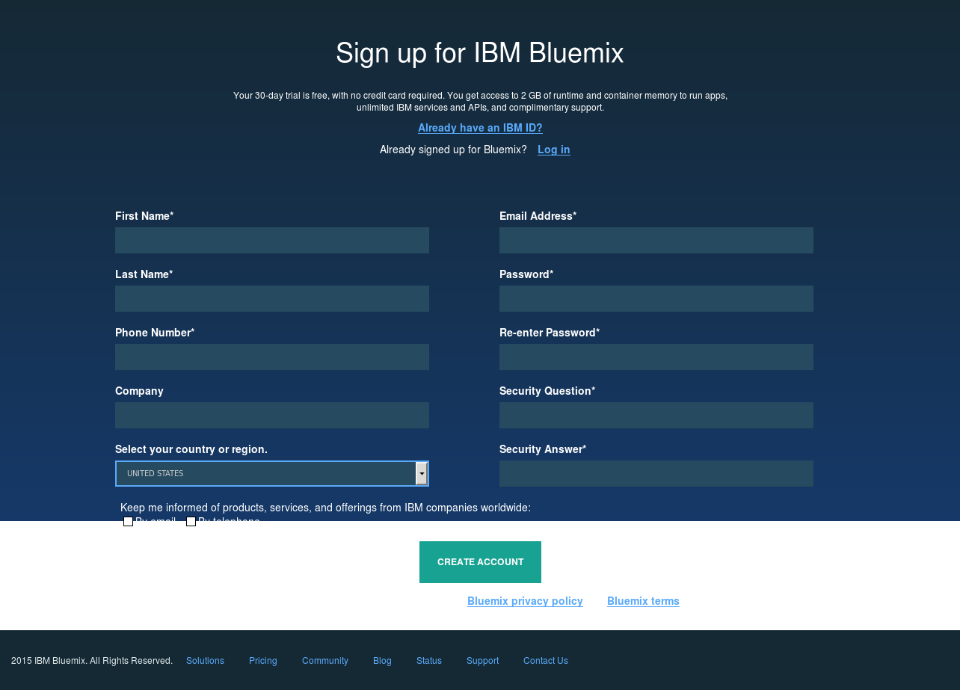 Sign up for IBM Bluemix
Your 30-day trial is free, with no credit card required. You get access to 2 GB of runtime and container memory to run apps,
unlimited IBM services and APIs, and complimentary support.
Already have an IBM ID?
Already signed up for Bluemix? Log in
First Name*
Email Address*
Last Name*
Password*
Phone Number*
Re-enter Password*
Company
Security Question*
Select your country or region.
Security Answer*
UNITED STATES
Keep me informed of products, services, and offerings from IBM companies worldwide:
By email By telephone
CREATE ACCOUNT
Bluemix privacy policy Bluemix terms
2015 IBM Bluemix. All Rights Reserved. Solutions Pricing Community Blog Status Support Contact Us